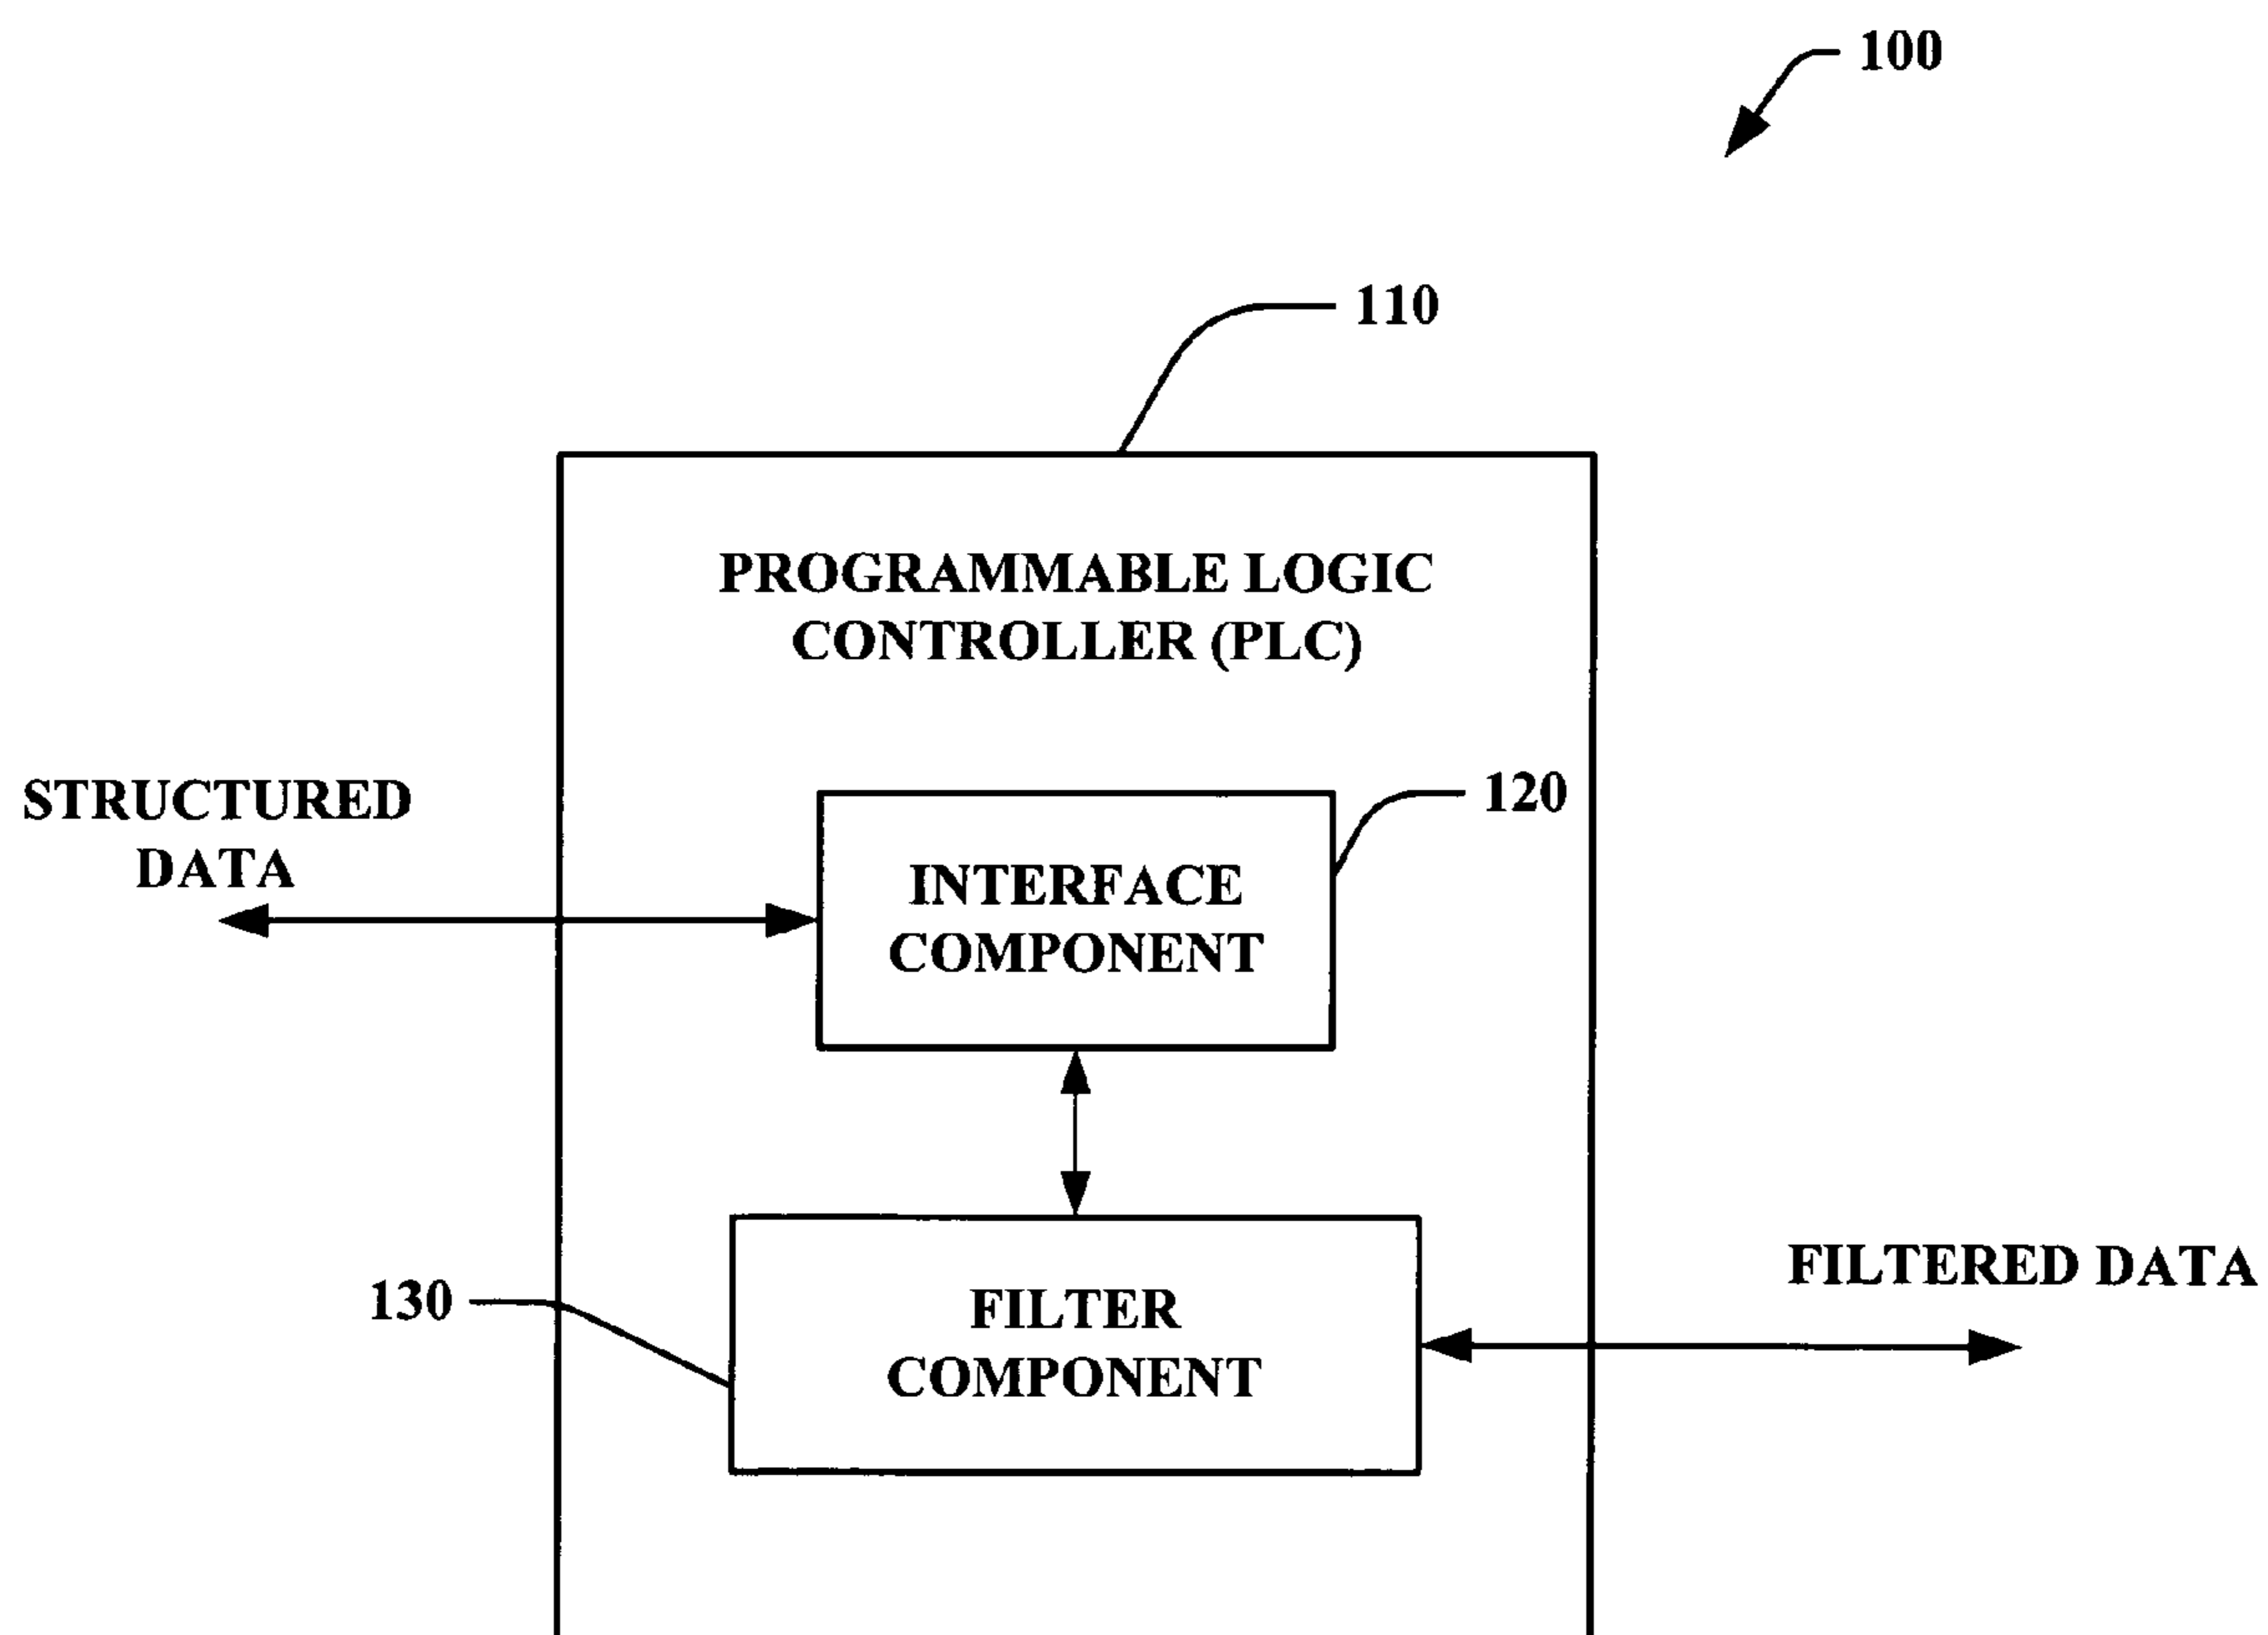 100
110
PROGRAMMABLE LOGIC
CONTROLLER (PLC)
STRUCTURED
DATA
120
INTERFACE
COMPONENT
FILTERED DATA
130
FILTER
COMPONENT